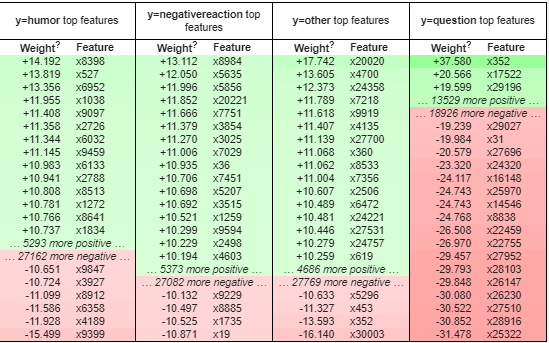 y=humor top features y=negativereaction top features y=other top features y=question top features
Weight? Feature Weight? Feature Weight? Feature Weight? Feature
+14.192 x8398 +13.112 x8984 +17.742 x20020 +37.580 x352
+13.819 x527 +12.050 x5635 +13.605 x4700 +20.566 x17522
+13.356 x6952 +11.996 x5856 +12.373 x24358 +19.599 x29196
+11.955 x1038 +11.852 x20221 +11.789 x7218 … 13529 more positive …
+11.408 x9097 +11.666 x7751 +11.618 x9919 … 18926 more negative …
+11.358 x2726 +11.379 x3854 +11.407 x4135 -19.239 x29027
+11.344 x6032 +11.270 x3025 +11.139 x27700 -19.984 x31
+11.145 x9459 +11.006 x7029 +11.068 x360 -20.579 x27696
+10.983 x6133 +10.935 x36 +11.062 x8533 -23.320 x24320
+10.941 x2788 +10.706 x7451 +11.004 x7356 -24.117 x16148
+10.808 x8513 +10.698 x5207 +10.607 x2506 -24.743 x25970
+10.781 x1272 +10.692 x3515 +10.489 x6472 -24.743 x14546
+10.766 x8641 +10.521 x1259 +10.481 x24221 -24.768 x8838
+10.737 x1834 +10.299 x9594 +10.446 x27531 -26.508 x22459
… 5293 more positive … +10.229 x2498 +10.279 x24757 -26.970 x22755
… 27162 more negative … +10.194 x4603 +10.259 x619 -29.457 x27952
-10.651 x9847 … 5373 more positive … … 4686 more positive … -29.793 x28103
-10.724 x3927 … 27082 more negative … … 27769 more negative … -29.848 x26147
-11.099 x8912 -10.132 x9229 -10.633 x5296 -30.080 x26230
-11.586 x6358 -10.497 x8885 -11.327 x453 -30.522 x27510
-11.928 x4189 -10.525 x1735 -13.593 x352 -30.852 x28916
-15.499 x9399 -10.871 x19 -16.140 x30003 -31.478 x25322